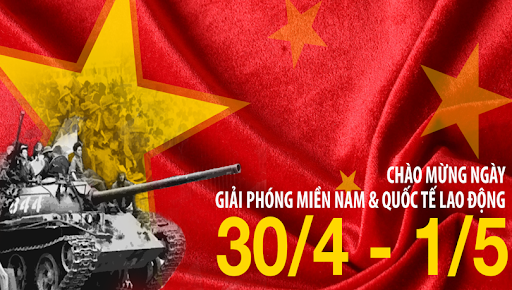 CHÀO MỪNG NGÀY
GIẢI PHÓNG MIỀN NAM & QUỐC TẾ LAO ĐỘNG
30/4 - 1/5